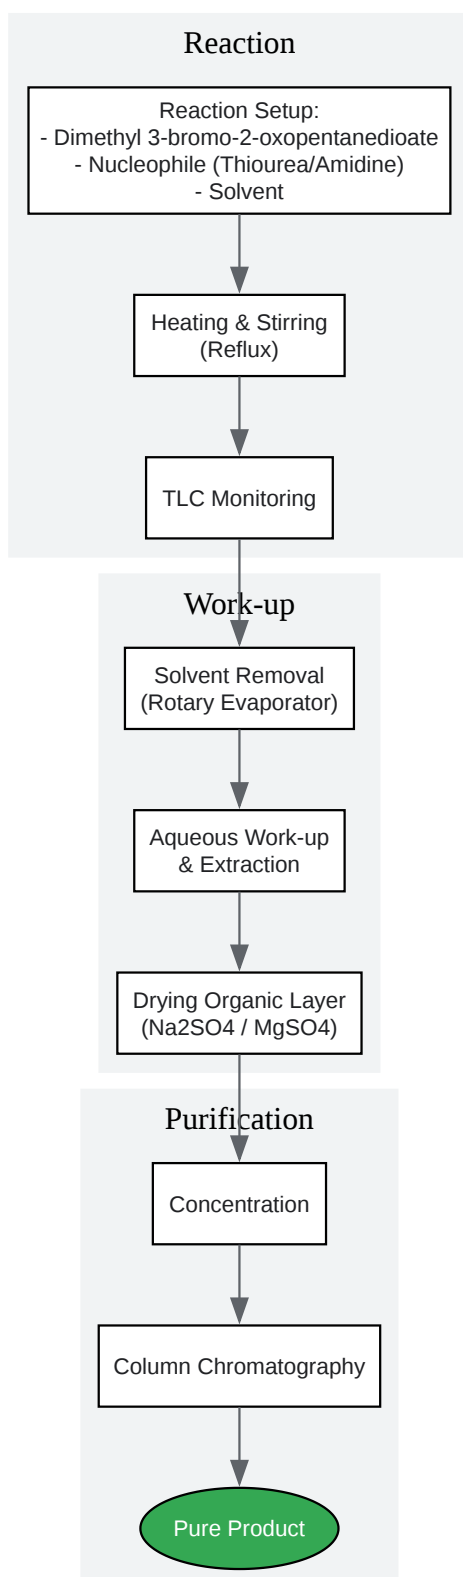 Reaction
Reaction Setup:
- Dimethyl 3-bromo-2-oxopentanedioate
- Nucleophile (Thiourea/Amidine)
- Solvent
Heating & Stirring
(Reflux)
TLC Monitoring
Work-up
Solvent Removal
(Rotary Evaporator)
Aqueous Work-up
& Extraction
Drying Organic Layer
(Na2SO4 / MgSO4)
Purification
Concentration
Column Chromatography
Pure Product